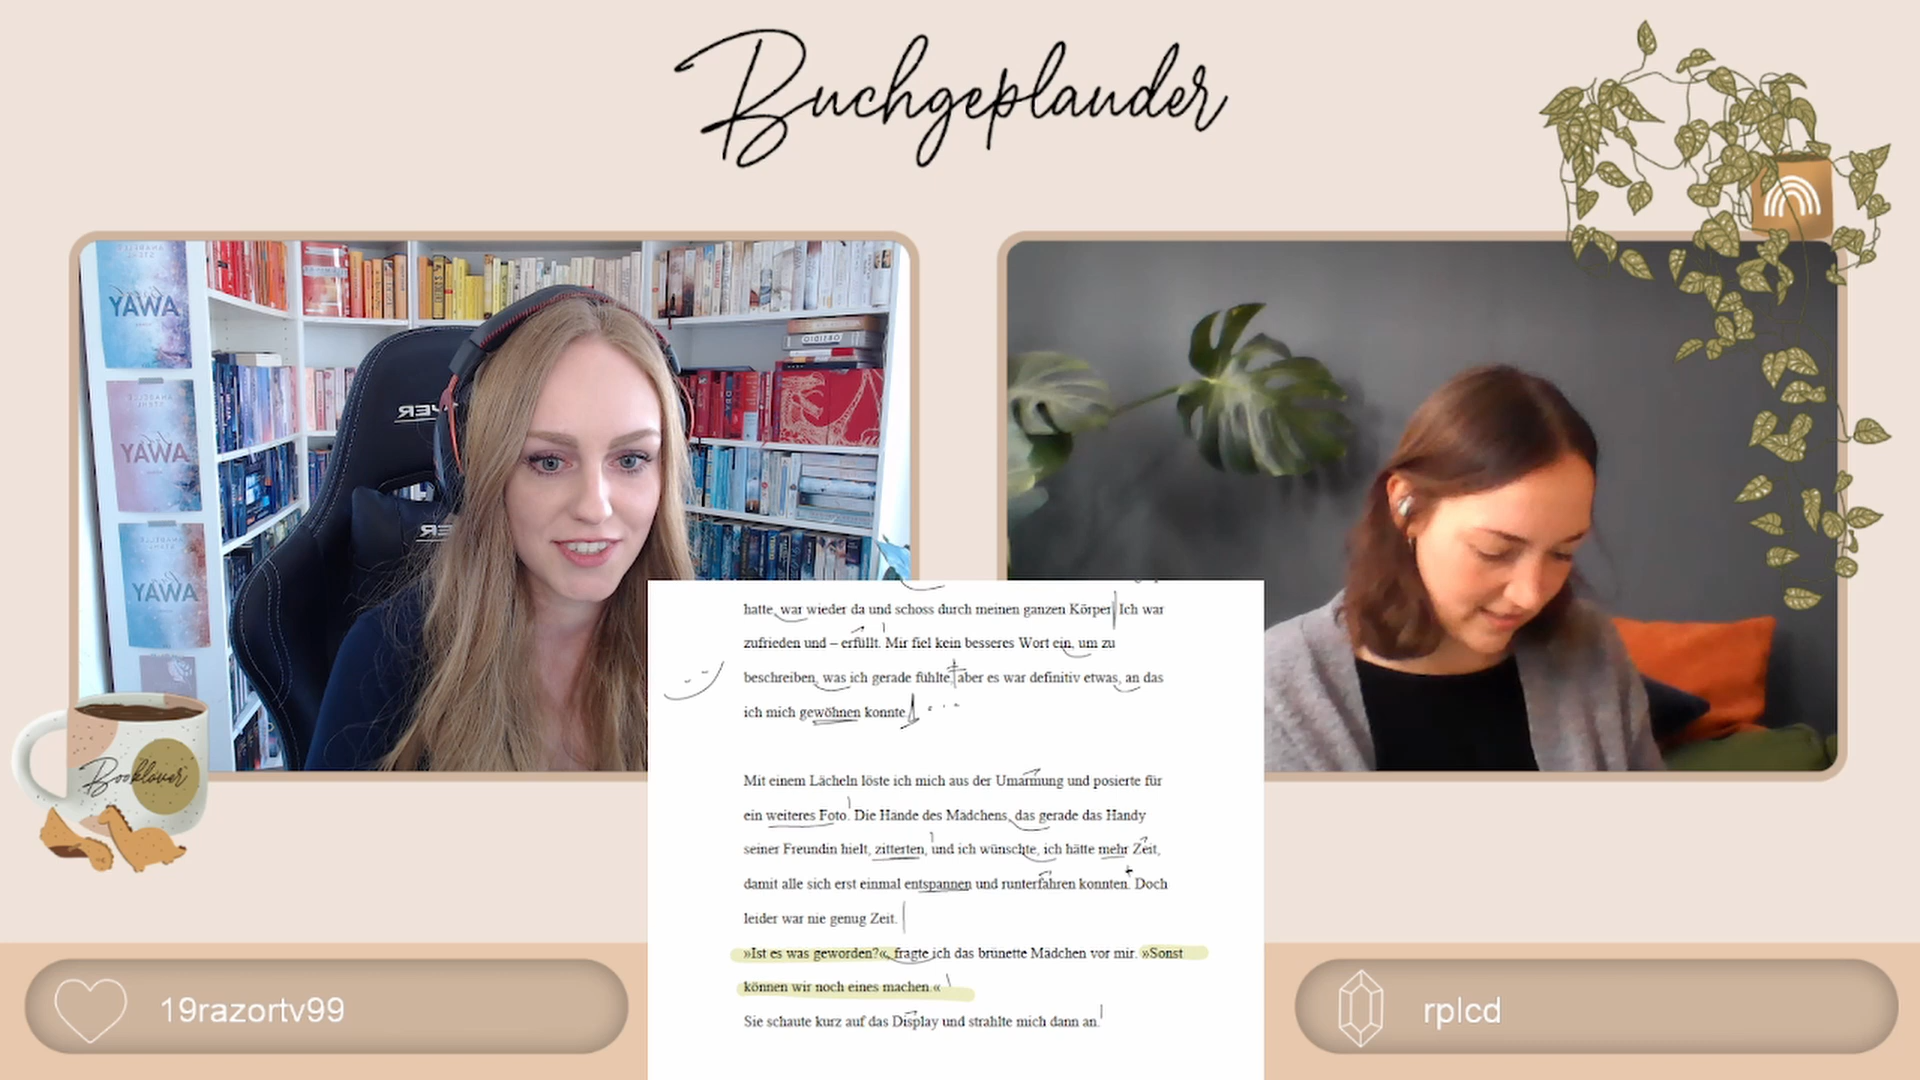 Buchgeplauder
YAWA
YAWA
YAWA
OBSIDIO
hatte, war wieder da und schoss durch meinen ganzen Körper. Ich war
zufrieden und – erfüllt. Mir fiel kein besseres Wort ein, um zu
beschreiben, was ich gerade fühlte, aber es war definitiv etwas, an das
ich mich gewöhnen konnte.
Mit einem Lächeln löste ich mich aus der Umarmung und posierte für
ein weiteres Foto. Die Hände des Mädchens, das gerade das Handy
seiner Freundin hielt, zitterten, und ich wünschte, ich hätte mehr Zeit,
damit alle sich erst einmal entspannen und runterfahren konnten. Doch
leider war nie genug Zeit.
»Ist es was geworden?«, fragte ich das brünette Mädchen vor mir. »Sonst
können wir noch eines machen.«
Sie schaute kurz auf das Display und strahlte mich dann an.
Booklover
19razortv99
rplcd